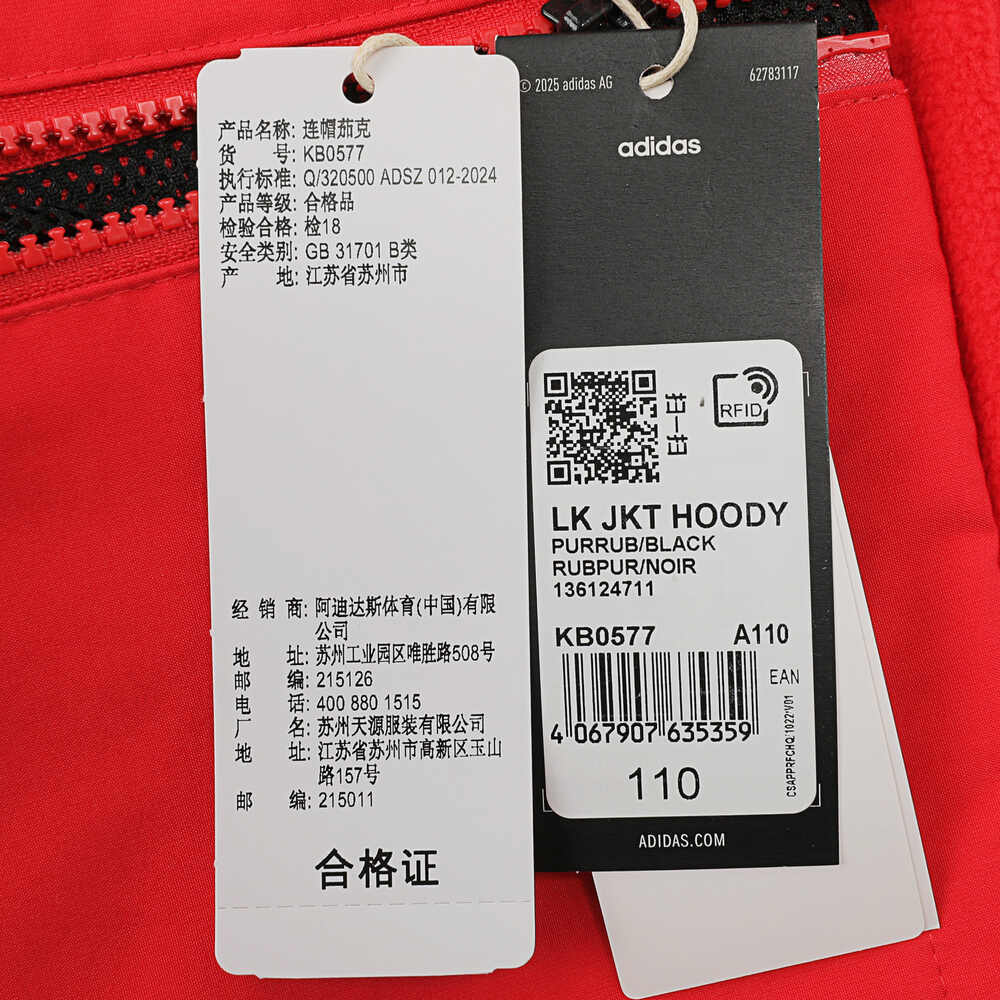 产品名称: 连帽茄克
货 号: KB0577
执行标准: Q/320500 ADSZ 012-2024
产品等级: 合格品
检验合格: 检18
安全类别: GB 31701 B类
产 地: 江苏省苏州市
经 销 商: 阿迪达斯体育(中国)有限
公司
地 址: 苏州工业园区唯胜路508号
邮 编: 215126
电 话: 400 880 1515
厂 名: 苏州天源服装有限公司
地 址: 江苏省苏州市高新区玉山
路157号
邮 编: 215011
合格证
© 2025 adidas AG
62783117
adidas
扫一扫
RFID
LK JKT HOODY
PURRUB/BLACK
RUBPUR/NOIR
136124711
KB0577 A110
EAN
4 067907 635359
CSAPPRFCHQ'1022'V01
110
ADIDAS.COM